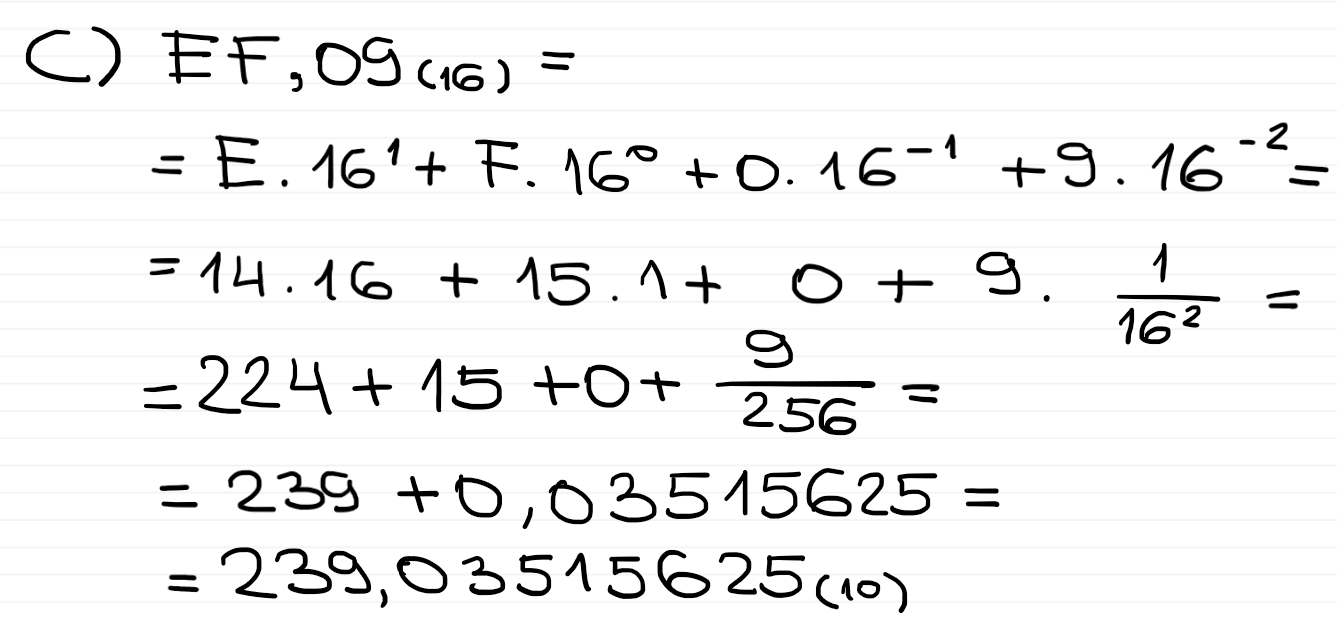 C) EF,09(16) =
= E. 16¹ + F. 16⁰ + 0. 16⁻¹ + 9. 16⁻² =
= 14.16 + 15.1 + 0 + 9. 1/16² =
= 224 + 15 + 0 + 9/256 =
= 239 + 0,03515625 =
= 239,03515625(10)